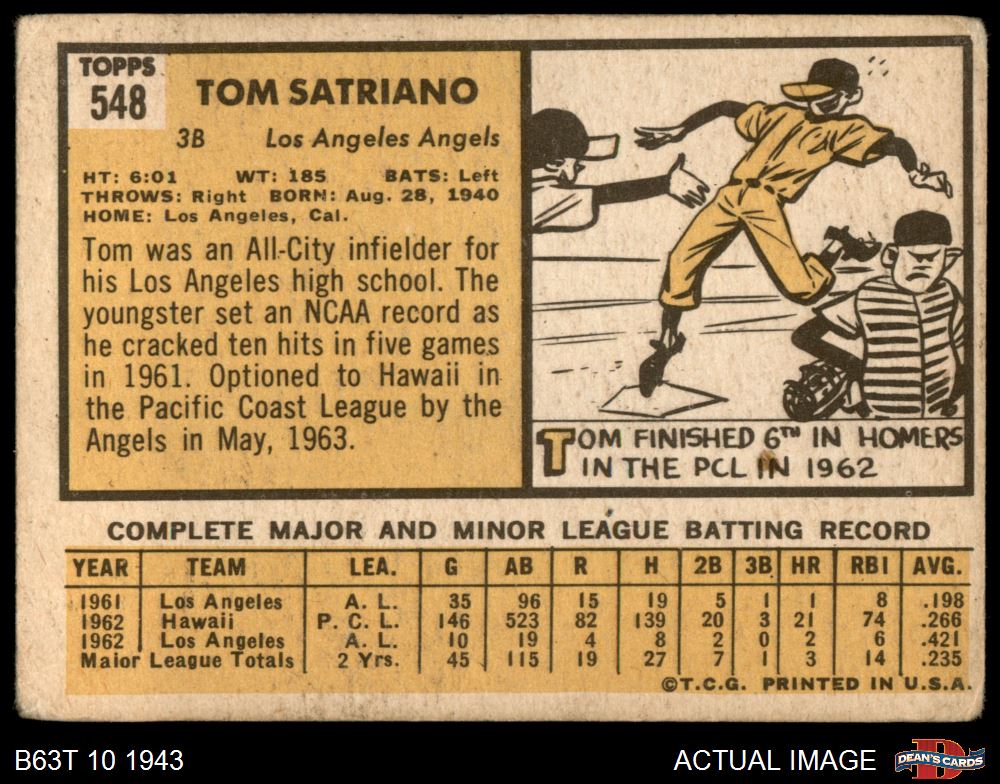 TOPPS
548
TOM SATRIANO
3B Los Angeles Angels
HT: 6:01 WT: 185 BATS: Left
THROWS: Right BORN: Aug. 28, 1940
HOME: Los Angeles, Cal.
Tom was an All-City infielder for
his Los Angeles high school. The
youngster set an NCAA record as
he cracked ten hits in five games
in 1961. Optioned to Hawaii in
the Pacific Coast League by the
Angels in May, 1963.
TOM FINISHED 6TH IN HOMERS
IN THE PCL IN 1962
COMPLETE MAJOR AND MINOR LEAGUE BATTING RECORD
YEAR TEAM LEA. G AB R H 2B 3B HR RBI AVG.
1961 Los Angeles A. L. 35 96 15 19 5 1 1 8 .198
1962 Hawaii P. C. L. 146 523 82 139 20 3 21 74 .266
1962 Los Angeles A. L. 10 19 4 8 2 0 2 6 .421
Major League Totals 2 Yrs. 45 115 19 27 7 1 3 14 .235
©T.C.G. PRINTED IN U.S.A.
B63T 10 1943 ACTUAL IMAGE DEAN'S CARDS